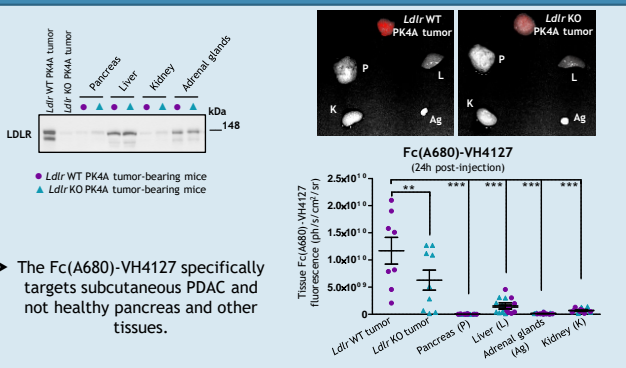 Ldlr WT PK4A tumor
Ldlr KO PK4A tumor
Pancreas
Liver
Kidney
Adrenal glands
kDa
148
LDLR
Ldlr WT PK4A tumor-bearing mice
Ldlr KO PK4A tumor-bearing mice
The Fc(A680)-VH4127 specifically
targets subcutaneous PDAC and
not healthy pancreas and other
tissues.
Ldlr WT
PK4A tumor
P
L
K
Ag
Ldlr KO
PK4A tumor
P
L
K
Ag
Fc(A680)-VH4127
(24h post-injection)
Tissue Fc(A680)-VH4127
fluorescence (ph/s/cm²/sr)
2.5x10¹⁰
2.0x10¹⁰
1.5x10¹⁰
1.0x10¹⁰
5.0x10⁰⁹
0
**
***
***
***
***
Ldlr WT tumor
Ldlr KO tumor
Pancreas (P)
Liver (L)
Adrenal glands
(Ag)
Kidney (K)